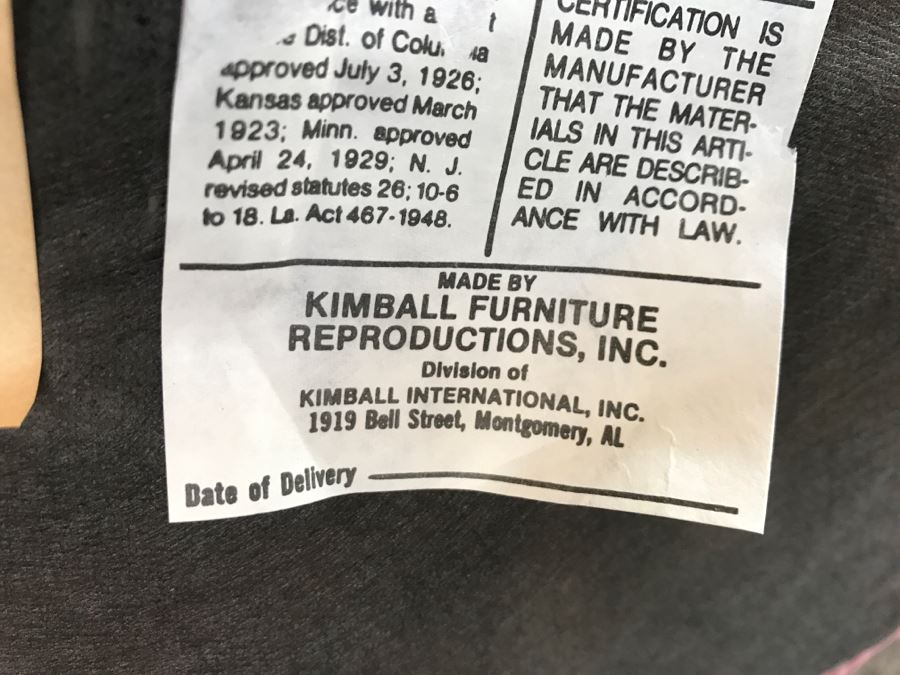 with a
Dist. of
approved July 3, 1926;
Kansas approved March
1923; Minn. approved
April 24, 1929; N. J.
revised statutes 26; 10-6
to 18. La. Act 467-1948.
CERTIFICATION IS
MADE BY THE
MANUFACTURER
THAT THE MATER-
IALS IN THIS ARTI-
CLE ARE DESCRIB-
ED IN ACCORD-
ANCE WITH LAW.
MADE BY
KIMBALL FURNITURE
REPRODUCTIONS, INC.
Division of
KIMBALL INTERNATIONAL, INC.
1919 Bell Street, Montgomery, AL
Date of Delivery